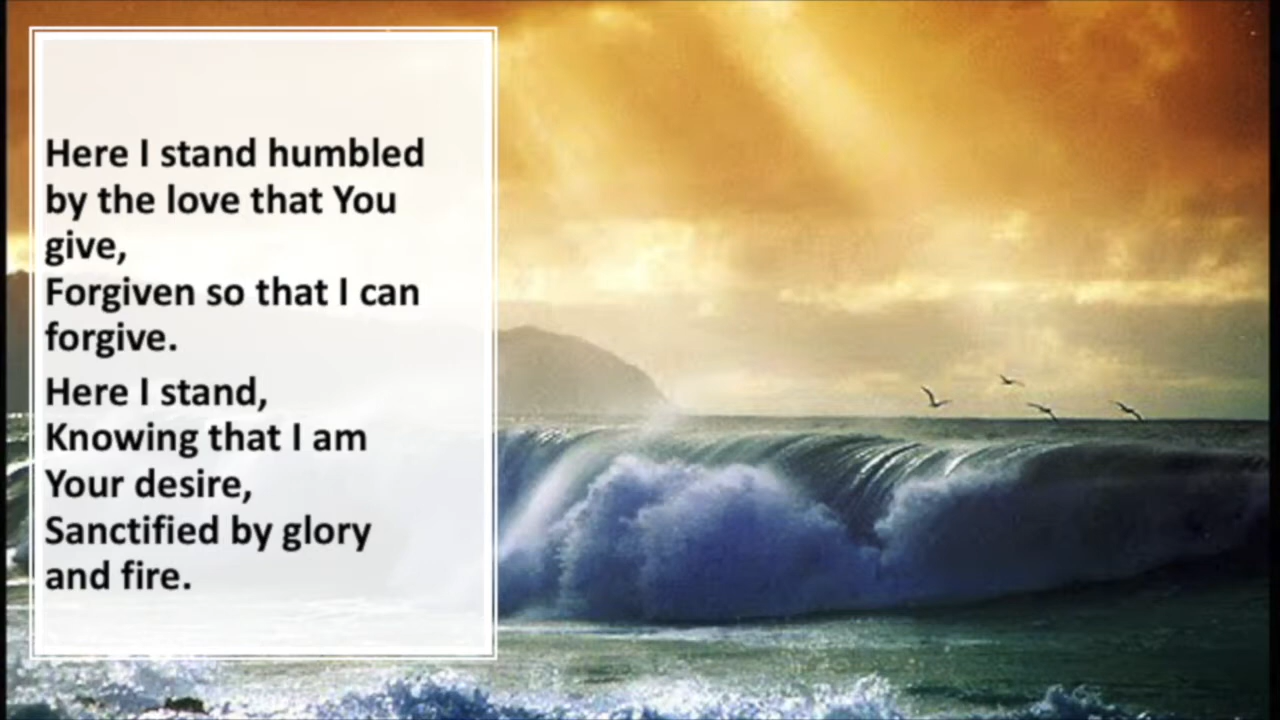 Here I stand humbled
by the love that You
give,
Forgiven so that I can
forgive.
Here I stand,
Knowing that I am
Your desire,
Sanctified by glory
and fire.